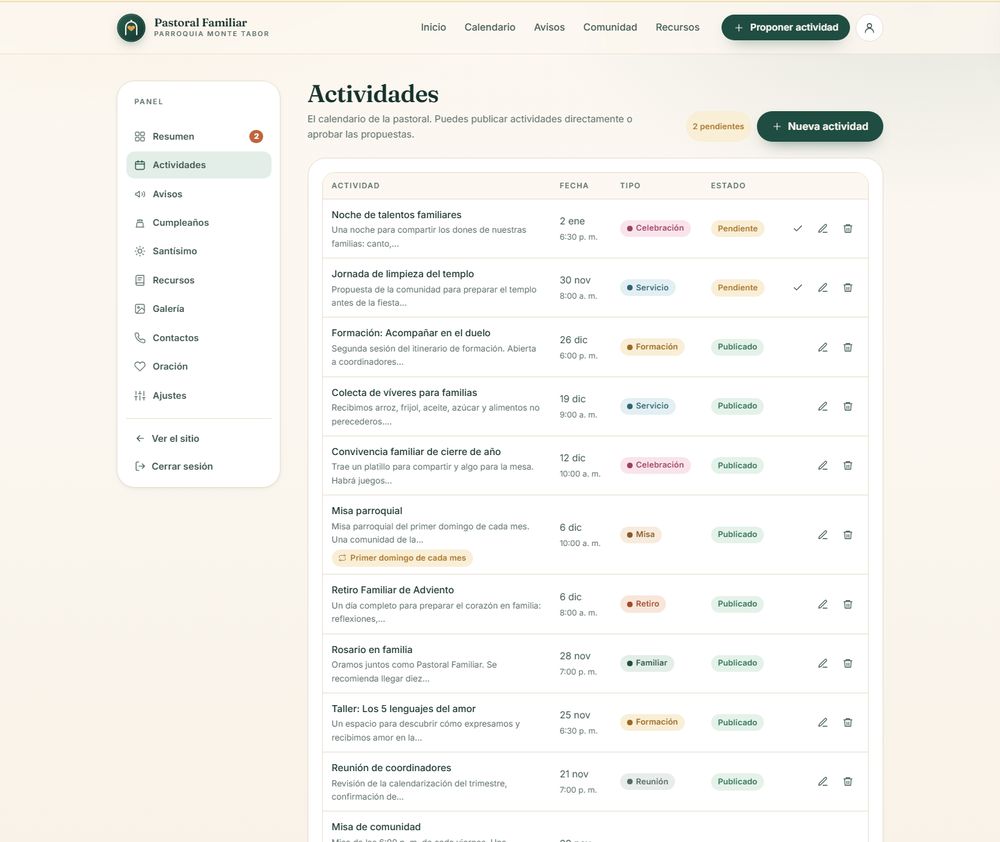 Pastoral Familiar
PARROQUIA MONTE TABOR
Inicio
Calendario
Avisos
Comunidad
Recursos
+ Proponer actividad
PANEL
Resumen
2
Actividades
Avisos
Cumpleaños
Santísimo
Recursos
Galería
Contactos
Oración
Ajustes
Ver el sitio
Cerrar sesión
Actividades
El calendario de la pastoral. Puedes publicar actividades directamente o
aprobar las propuestas.
2 pendientes
+ Nueva actividad
ACTIVIDAD
FECHA
TIPO
ESTADO
Noche de talentos familiares
Una noche para compartir los dones de nuestras
familias: canto,...
2 ene
6:30 p. m.
Celebración
Pendiente
Jornada de limpieza del templo
Propuesta de la comunidad para preparar el templo
antes de la fiesta...
30 nov
8:00 a. m.
Servicio
Pendiente
Formación: Acompañar en el duelo
Segunda sesión del itinerario de formación. Abierta
a coordinadores...
26 dic
6:00 p. m.
Formación
Publicado
Colecta de víveres para familias
Recibimos arroz, frijol, aceite, azúcar y alimentos no
perecederos....
19 dic
9:00 a. m.
Servicio
Publicado
Convivencia familiar de cierre de año
Trae un platillo para compartir y algo para la mesa.
Habrá juegos...
12 dic
10:00 a. m.
Celebración
Publicado
Misa parroquial
Misa parroquial del primer domingo de cada mes.
Una comunidad de la...
Primer domingo de cada mes
6 dic
10:00 a. m.
Misa
Publicado
Retiro Familiar de Adviento
Un día completo para preparar el corazón en familia:
reflexiones,...
6 dic
8:00 a. m.
Retiro
Publicado
Rosario en familia
Oramos juntos como Pastoral Familiar. Se
recomienda llegar diez...
28 nov
7:00 p. m.
Familiar
Publicado
Taller: Los 5 lenguajes del amor
Un espacio para descubrir cómo expresamos y
recibimos amor en la...
25 nov
6:30 p. m.
Formación
Publicado
Reunión de coordinadores
Revisión de la calendarización del trimestre,
confirmación de...
21 nov
7:00 p. m.
Reunión
Publicado
Misa de comunidad